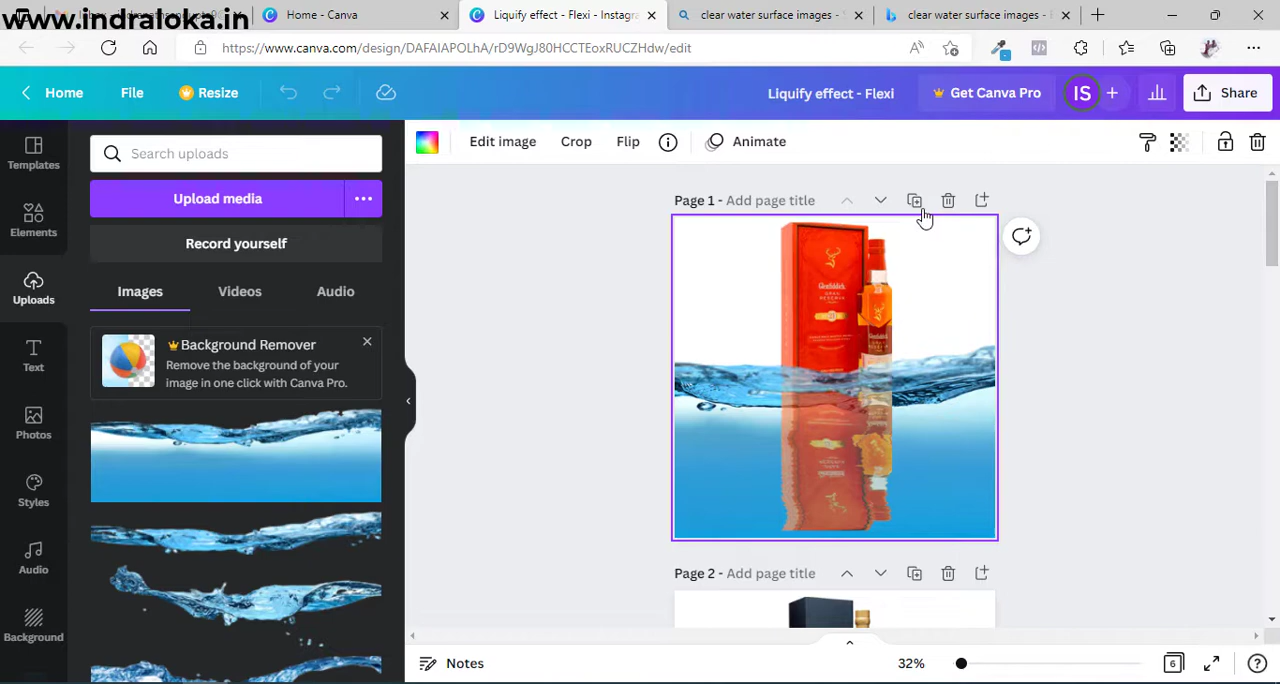 www.indraloka.in
Home - Canva
Liquify effect - Flexi - Instagra
clear water surface images - S
clear water surface images - B
https://www.canva.com/design/DAFAIAPOLhA/rD9WgJ80HCCTEoxRUCZHdw/edit
Home
File
Resize
Liquify effect - Flexi
Get Canva Pro
IS
Share
Edit image
Crop
Flip
Animate
Templates
Elements
Uploads
Text
Photos
Styles
Audio
Background
Search uploads
Upload media
Record yourself
Images
Videos
Audio
Background Remover
Remove the background of your
image in one click with Canva Pro.
Page 1 - Add page title
Glenfiddich
GRAN
RESERVA
Page 2 - Add page title
Notes
32%
6